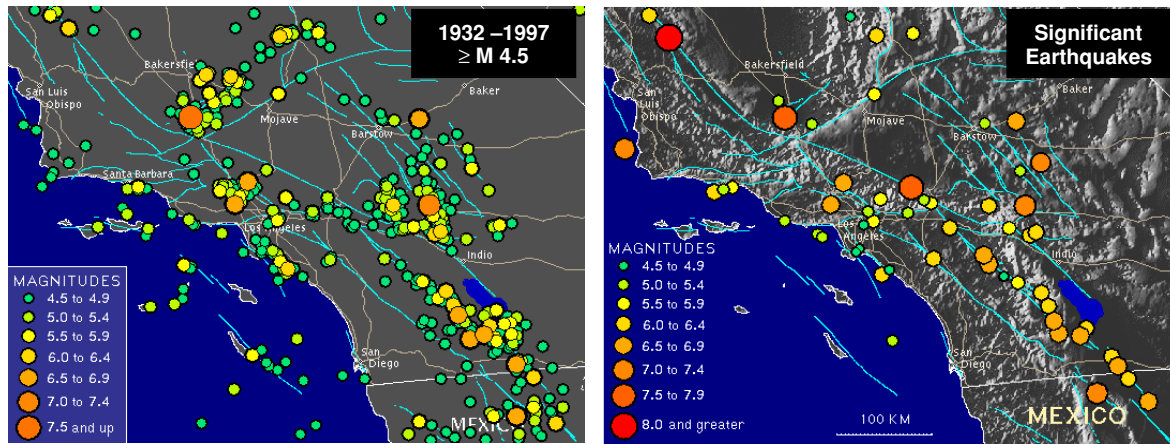 1932 –1997
≥ M 4.5
Bakersfie
San Luis
Obispo
Baker
Mojave
Barstow
Santa Barbara
Los Angeles
Indio
San
Diego
MEXICO
MAGNITUDES
4.5 to 4.9
5.0 to 5.4
5.5 to 5.9
6.0 to 6.4
6.5 to 6.9
7.0 to 7.4
7.5 and up
Significant
Earthquakes
Bakersfield
San
Luis
Obispo
Baker
Mojave
Barstow
Santa Barbara
Los
Angeles
Indio
San
Diego
MEXICO
100 KM
MAGNITUDES
4.5 to 4.9
5.0 to 5.4
5.5 to 5.9
6.0 to 6.4
6.5 to 6.9
7.0 to 7.4
7.5 to 7.9
8.0 and greater